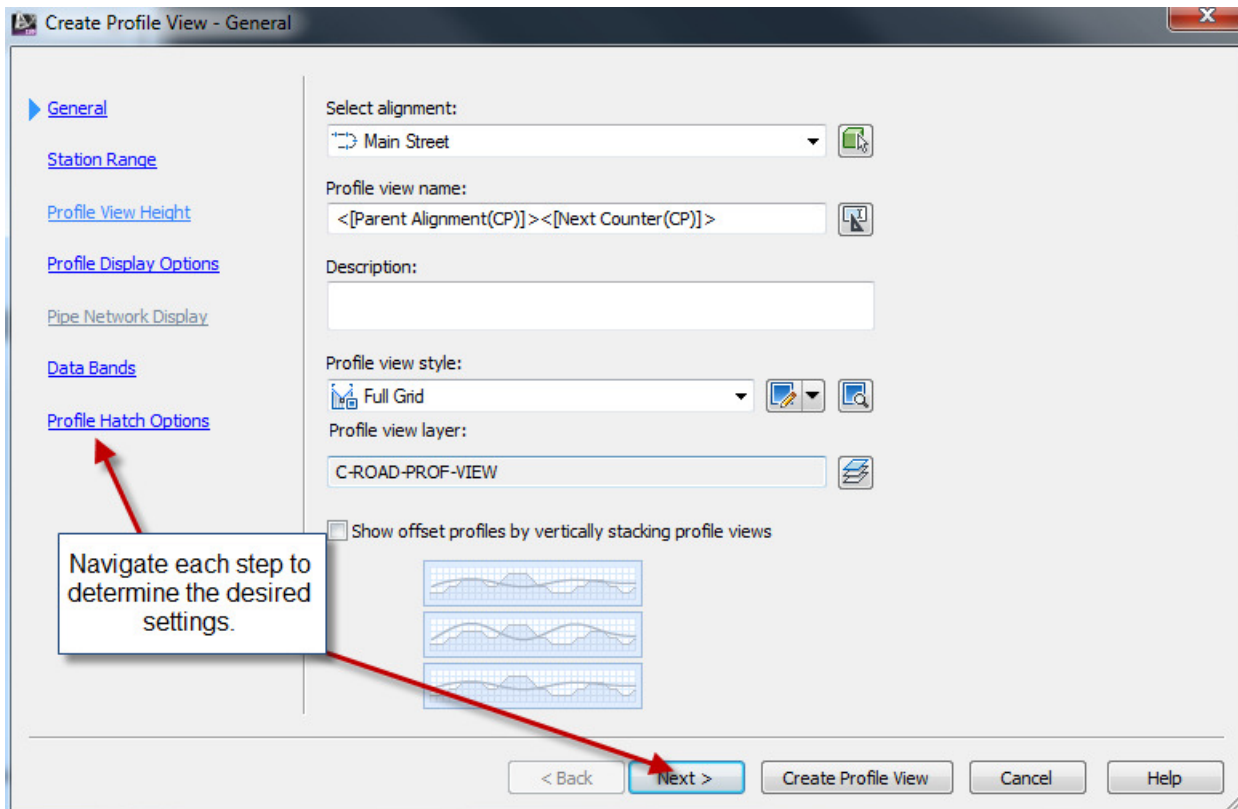 Create Profile View - General
General
Station Range
Profile View Height
Profile Display Options
Pipe Network Display
Data Bands
Profile Hatch Options
Navigate each step to
determine the desired
settings.
Select alignment:
Main Street
Profile view name:
<[Parent Alignment(CP)]><[Next Counter(CP)]>
Description:
Profile view style:
Full Grid
Profile view layer:
C-ROAD-PROF-VIEW
Show offset profiles by vertically stacking profile views
< Back
Next >
Create Profile View
Cancel
Help